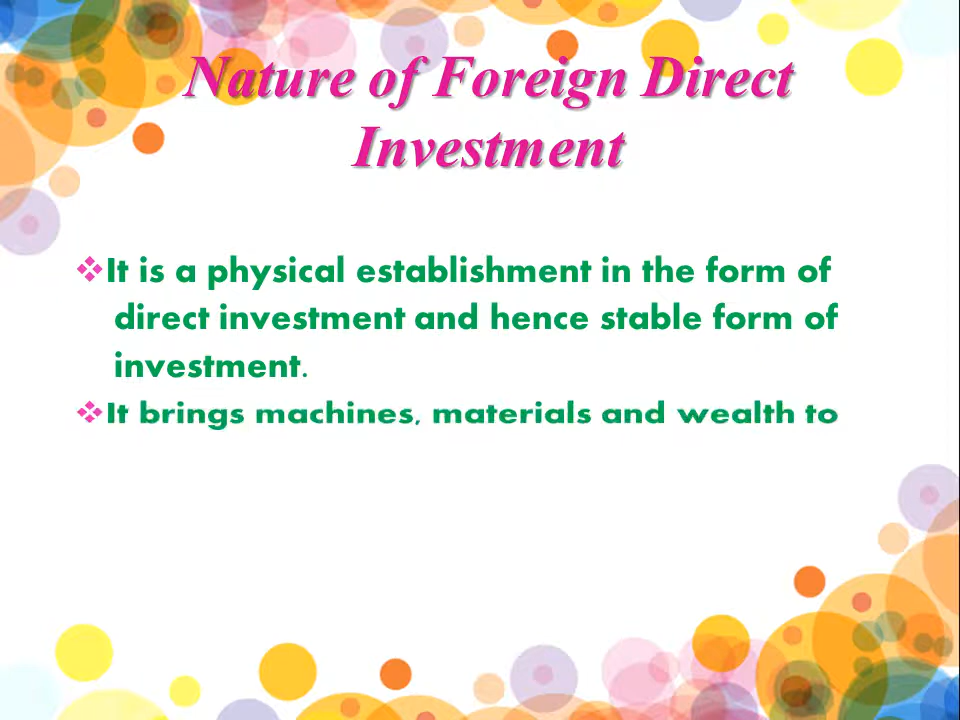 Nature of Foreign Direct
Investment
❖It is a physical establishment in the form of
direct investment and hence stable form of
investment.
❖It brings machines, materials and wealth to